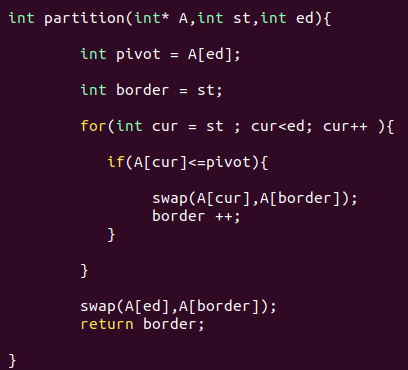 int partition(int* A,int st,int ed){
int pivot = A[ed];
int border = st;
for(int cur = st ; cur<ed; cur++ ){
if(A[cur]<=pivot){
swap(A[cur],A[border]);
border ++;
}
}
swap(A[ed],A[border]);
return border;
}